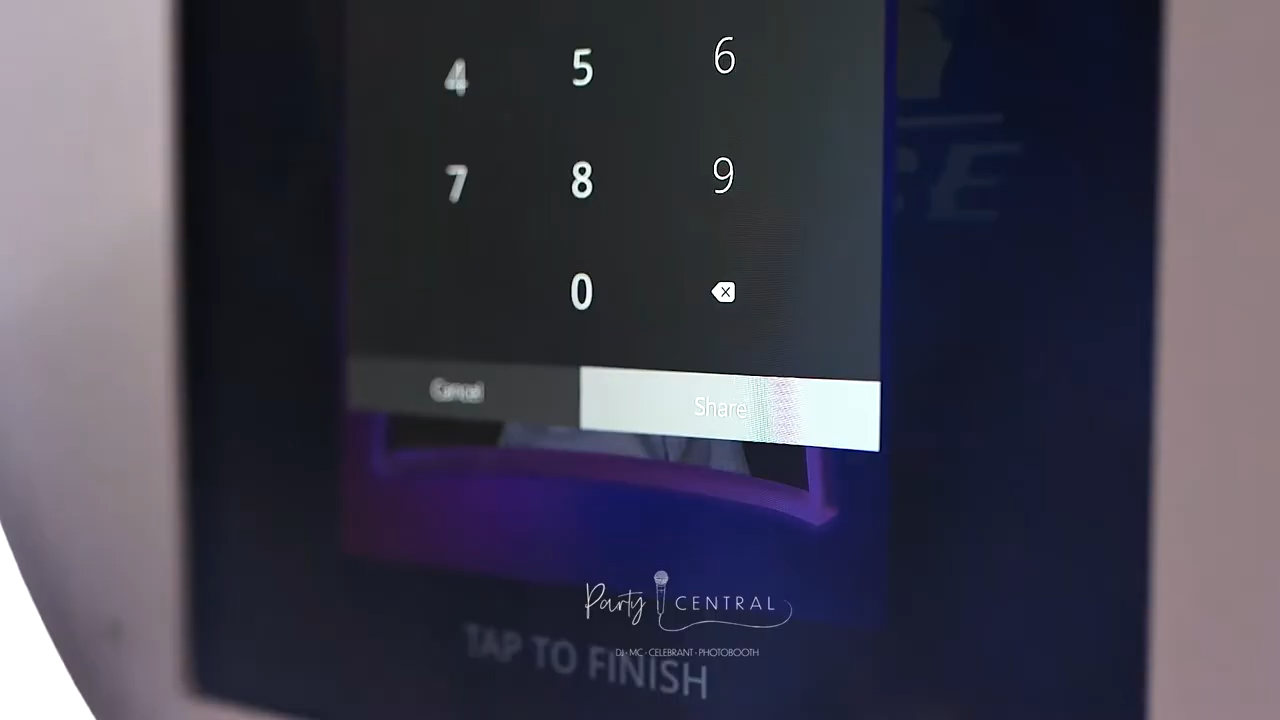 4 5 6
7 8 9
0
Cancel Share
Party CENTRAL
DJ · MC · CELEBRANT · PHOTOBOOTH
TAP TO FINISH